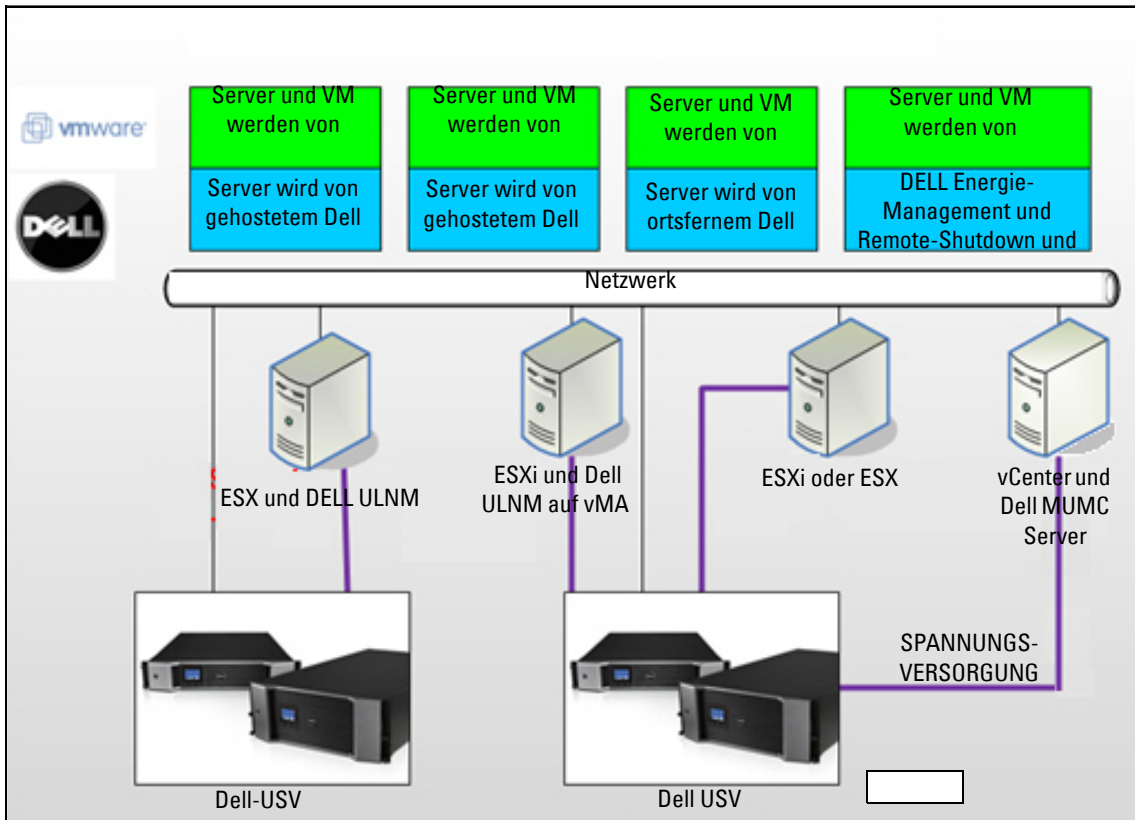 vmware
DELL
Server und VM
werden von
Server und VM
werden von
Server und VM
werden von
Server und VM
werden von
Server wird von
gehostetem Dell
Server wird von
gehostetem Dell
Server wird von
ortsfernem Dell
DELL Energie-
Management und
Remote-Shutdown und
Netzwerk
ESX und DELL ULNM
ESXi und Dell
ULNM auf vMA
ESXi oder ESX
vCenter und
Dell MUMC
Server
SPANNUNGS-
VERSORGUNG
Dell-USV
Dell USV